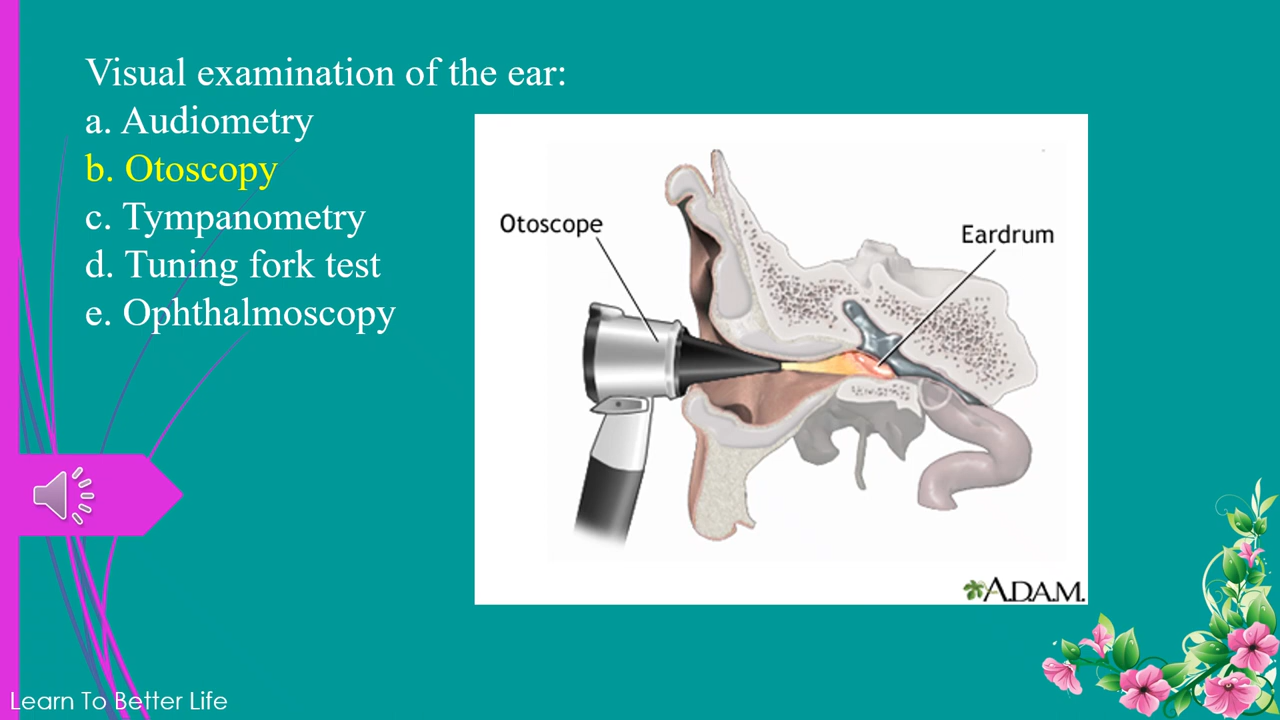 Visual examination of the ear:
a. Audiometry
b. Otoscopy
c. Tympanometry
d. Tuning fork test
e. Ophthalmoscopy
Otoscope
Eardrum
A.D.A.M.
Learn To Better Life